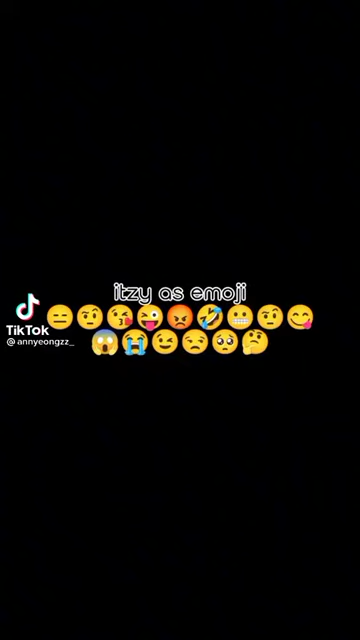 itzy as emoji
😑🤨😘😜😡🤣😬🤨😋
😱😭😉😒🥺🤔
TikTok
@annyeongzz_